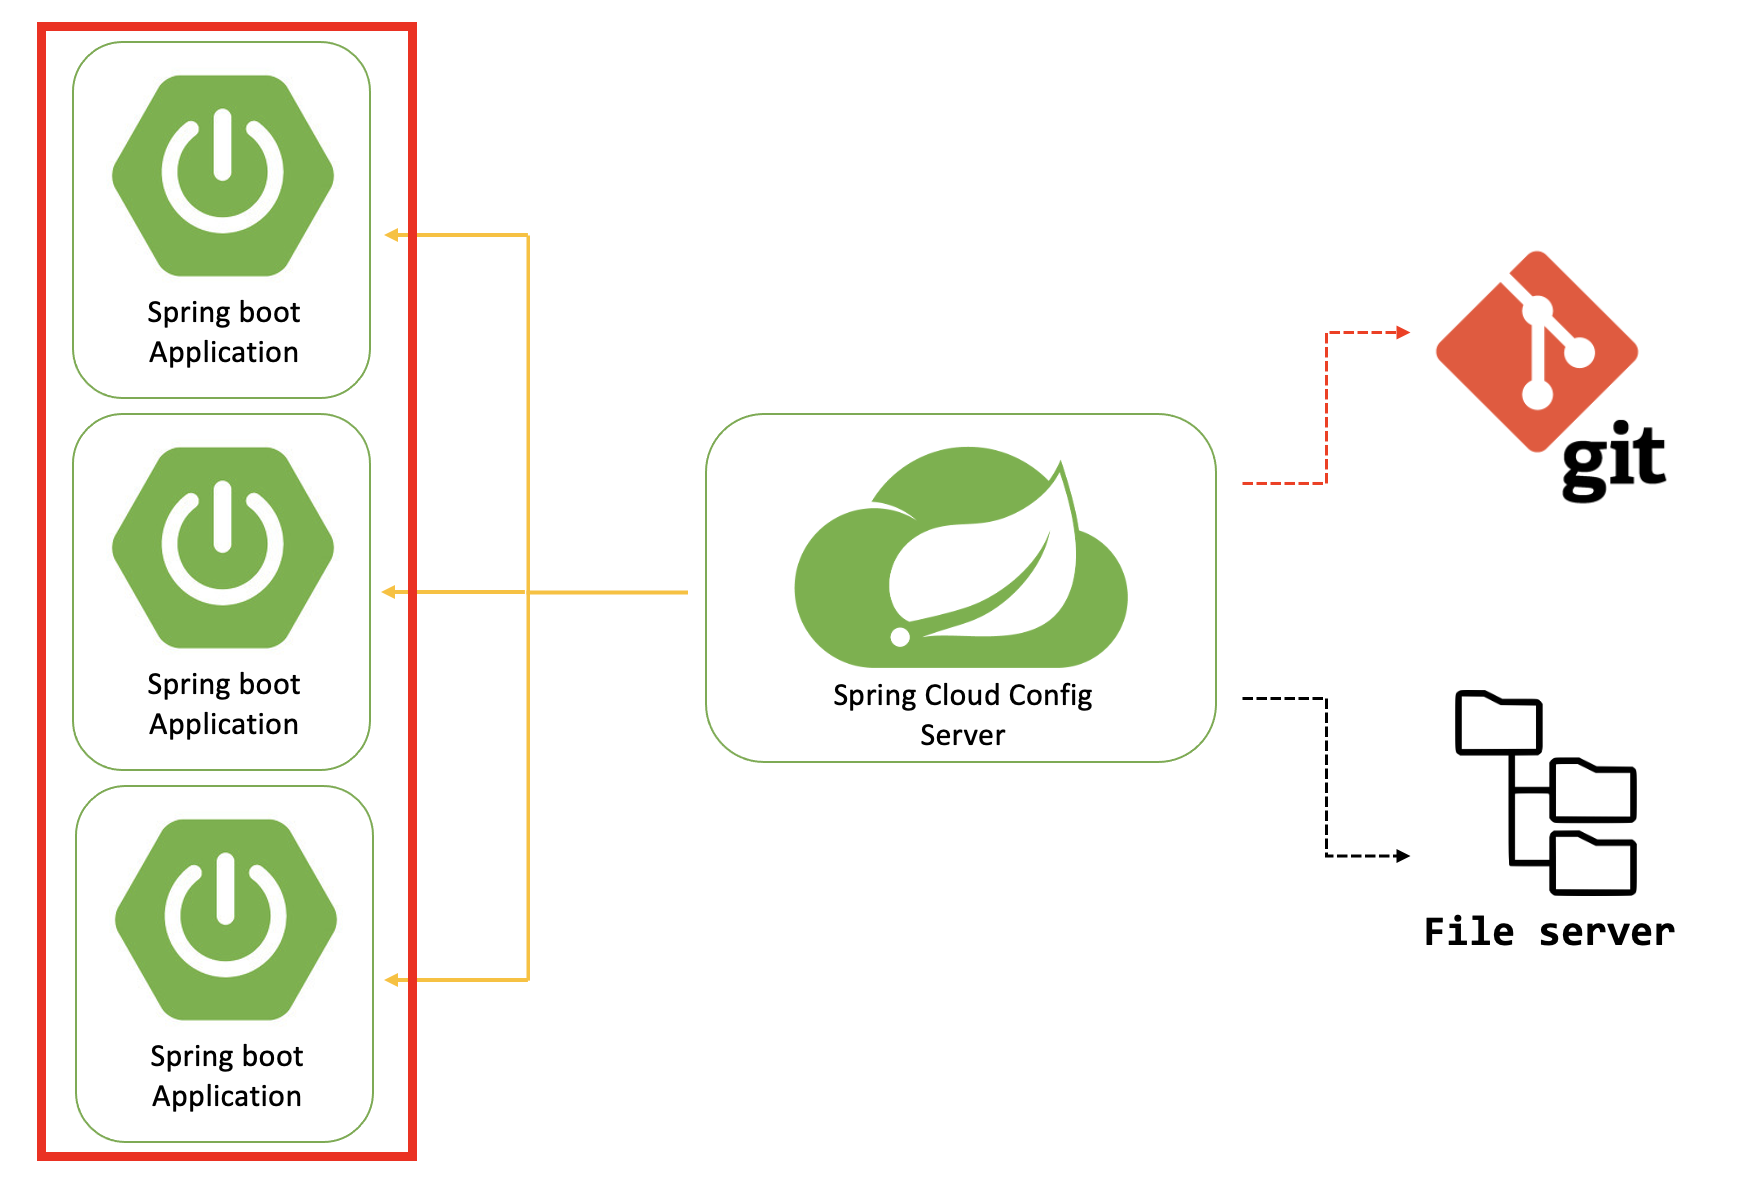 Spring boot
Application
Spring boot
Application
Spring boot
Application
Spring Cloud Config
Server
git
File server